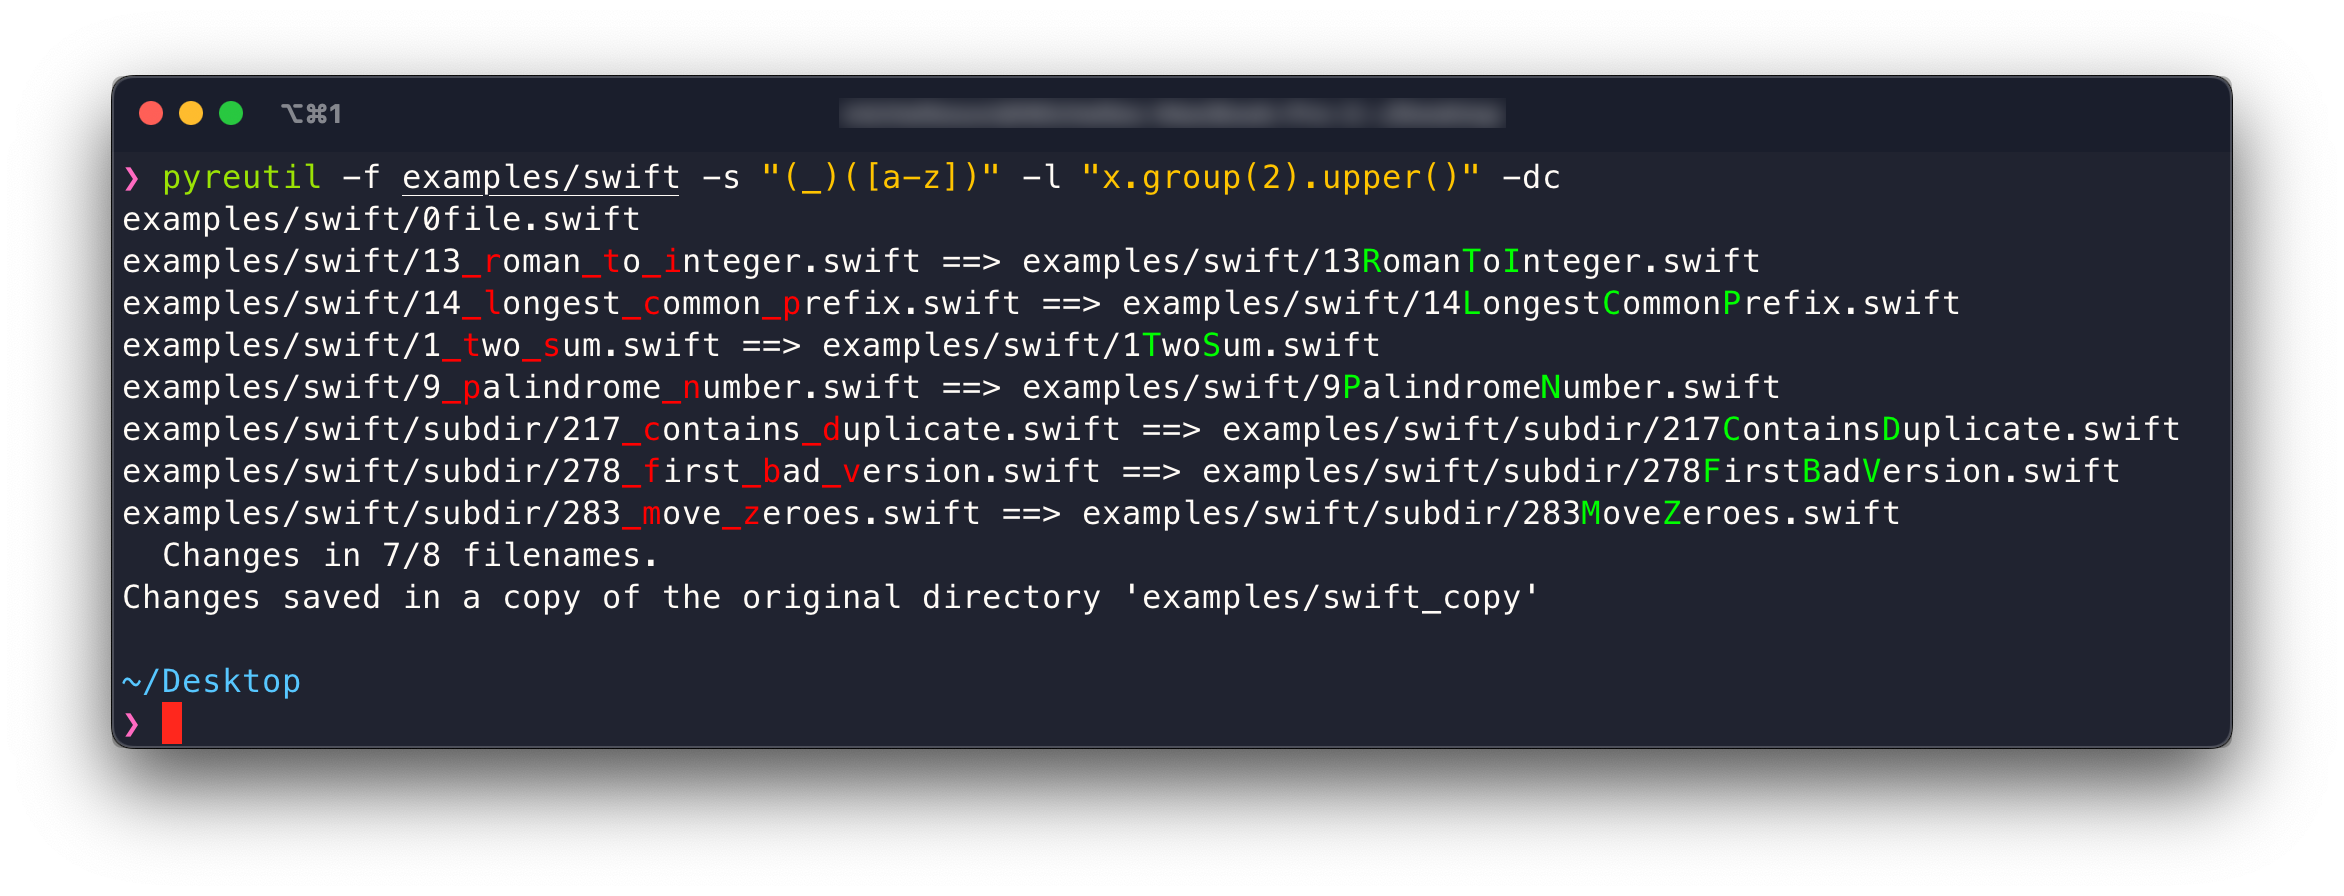 ⌥⌘1
❯ pyreutil -f examples/swift -s "(_)([a-z])" -l "x.group(2).upper()" -dc
examples/swift/0file.swift
examples/swift/13_roman_to_integer.swift ==> examples/swift/13RomanToInteger.swift
examples/swift/14_longest_common_prefix.swift ==> examples/swift/14LongestCommonPrefix.swift
examples/swift/1_two_sum.swift ==> examples/swift/1TwoSum.swift
examples/swift/9_palindrome_number.swift ==> examples/swift/9PalindromeNumber.swift
examples/swift/subdir/217_contains_duplicate.swift ==> examples/swift/subdir/217ContainsDuplicate.swift
examples/swift/subdir/278_first_bad_version.swift ==> examples/swift/subdir/278FirstBadVersion.swift
examples/swift/subdir/283_move_zeroes.swift ==> examples/swift/subdir/283MoveZeroes.swift
  Changes in 7/8 filenames.
Changes saved in a copy of the original directory 'examples/swift_copy'
~/Desktop
❯